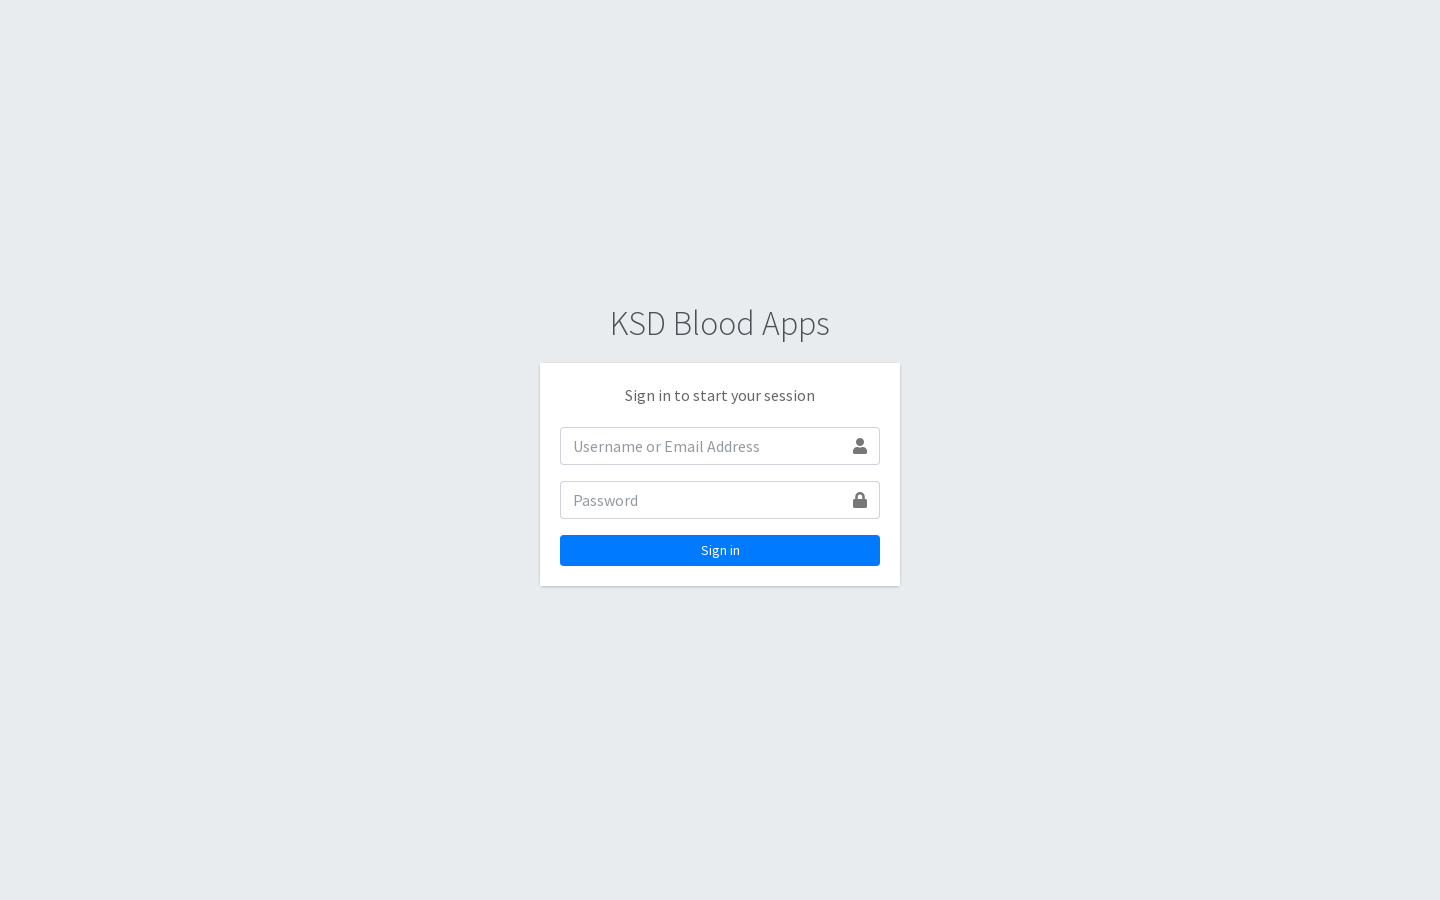 KSD Blood Apps
Sign in to start your session
Username or Email Address
Password
Sign in